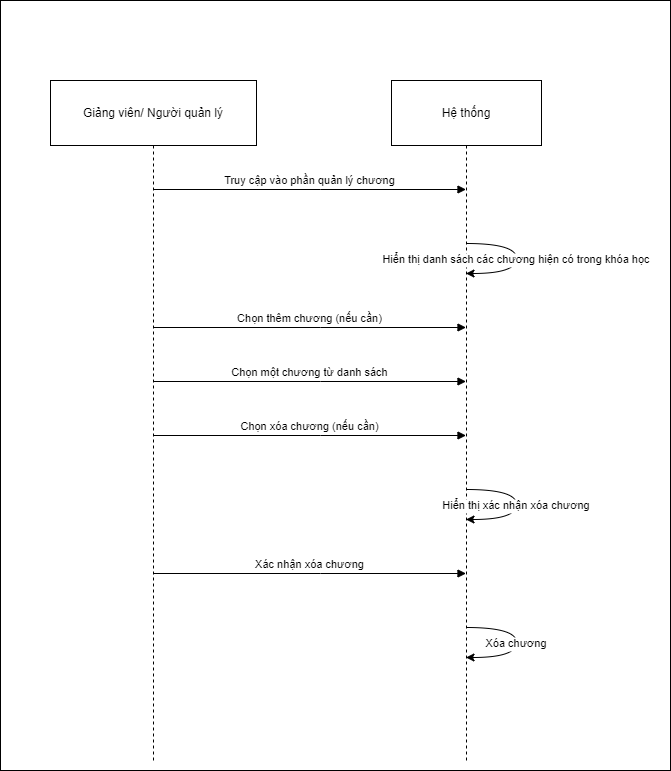 Giảng viên/ Người quản lý
Hệ thống
Truy cập vào phần quản lý chương
Hiển thị danh sách các chương hiện có trong khóa học
Chọn thêm chương (nếu cần)
Chọn một chương từ danh sách
Chọn xóa chương (nếu cần)
Hiển thị xác nhận xóa chương
Xác nhận xóa chương
Xóa chương